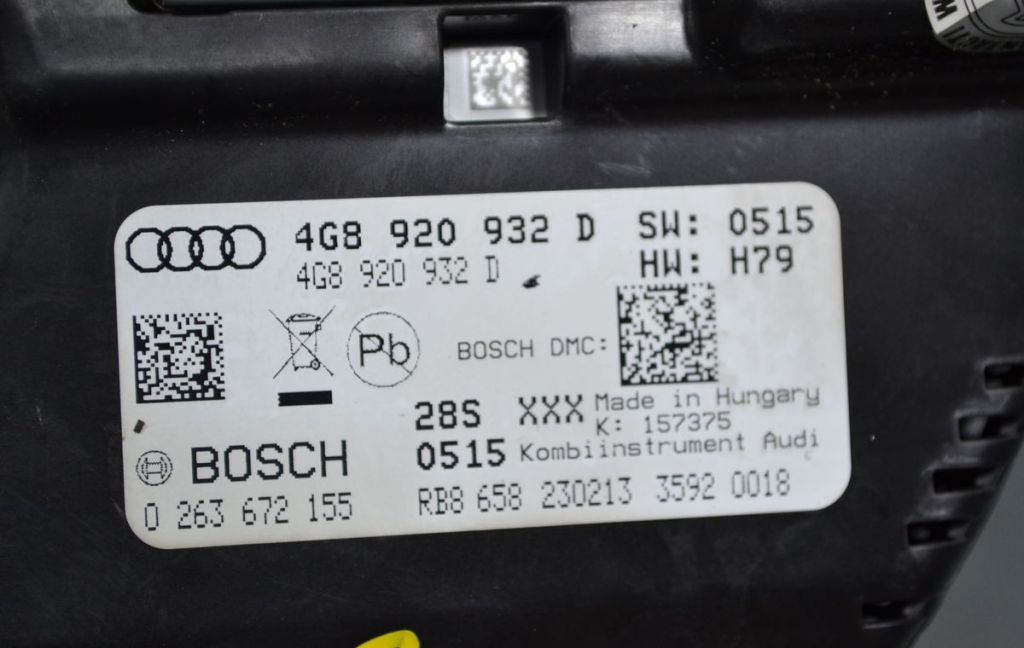 4G8 920 932 D SW: 0515
4G8 920 932 D HW: H79
Pb BOSCH DMC:
28S XXX Made in Hungary
K: 157375
0515 Kombiinstrument Audi
BOSCH
0 263 672 155 RB8 658 230213 3592 0018